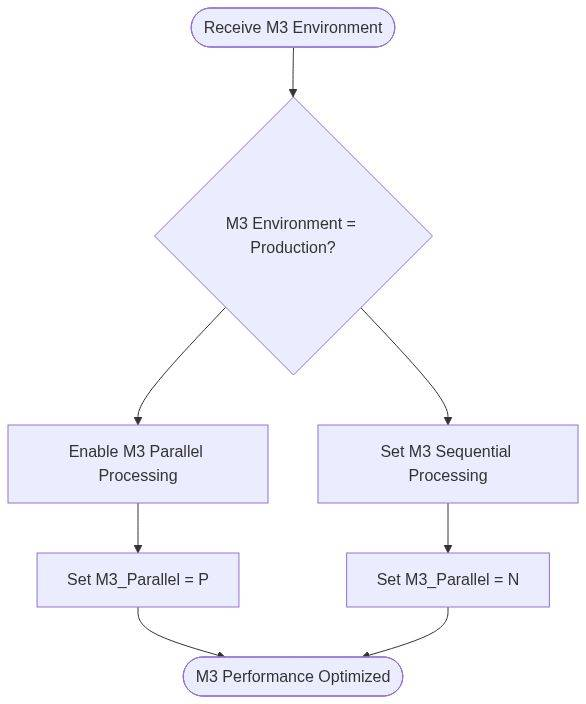 Receive M3 Environment
M3 Environment =
Production?
Enable M3 Parallel
Processing
Set M3 Sequential
Processing
Set M3_Parallel = P
Set M3_Parallel = N
M3 Performance Optimized